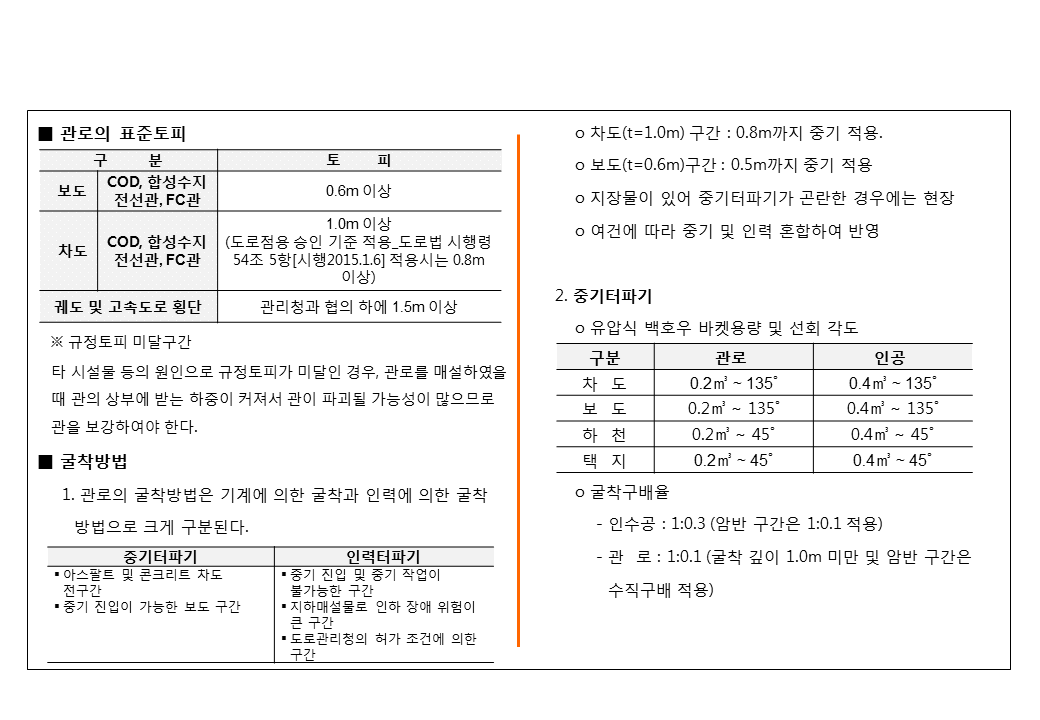 ■ 관로의 표준토피
구 분 토 피
보도 COD, 합성수지 전선관, FC관 0.6m 이상
차도 COD, 합성수지 전선관, FC관 1.0m 이상
(도로점용 승인 기준 적용_도로법 시행령
54조 5항[시행2015.1.6] 적용시는 0.8m
이상)
궤도 및 고속도로 횡단 관리청과 협의 하에 1.5m 이상
※ 규정토피 미달구간
타 시설물 등의 원인으로 규정토피가 미달인 경우, 관로를 매설하였을
때 관의 상부에 받는 하중이 커져서 관이 파괴될 가능성이 많으므로
관을 보강하여야 한다.
■ 굴착방법
1. 관로의 굴착방법은 기계에 의한 굴착과 인력에 의한 굴착
방법으로 크게 구분된다.
중기터파기 인력터파기
▪ 아스팔트 및 콘크리트 차도
전구간
▪ 중기 진입이 가능한 보도 구간
▪ 중기 진입 및 중기 작업이
불가능한 구간
▪ 지하매설물로 인하 장애 위험이
큰 구간
▪ 도로관리청의 허가 조건에 의한
구간
o 차도(t=1.0m) 구간 : 0.8m까지 중기 적용.
o 보도(t=0.6m)구간 : 0.5m까지 중기 적용
o 지장물이 있어 중기터파기가 곤란한 경우에는 현장
o 여건에 따라 중기 및 인력 혼합하여 반영
2. 중기터파기
o 유압식 백호우 바켓용량 및 선회 각도
구분 관로 인공
차 도 0.2㎥ ~ 135˚ 0.4㎥ ~ 135˚
보 도 0.2㎥ ~ 135˚ 0.4㎥ ~ 135˚
하 천 0.2㎥ ~ 45˚ 0.4㎥ ~ 45˚
택 지 0.2㎥ ~ 45˚ 0.4㎥ ~ 45˚
o 굴착구배율
- 인수공 : 1:0.3 (암반 구간은 1:0.1 적용)
- 관 로 : 1:0.1 (굴착 깊이 1.0m 미만 및 암반 구간은
수직구배 적용)